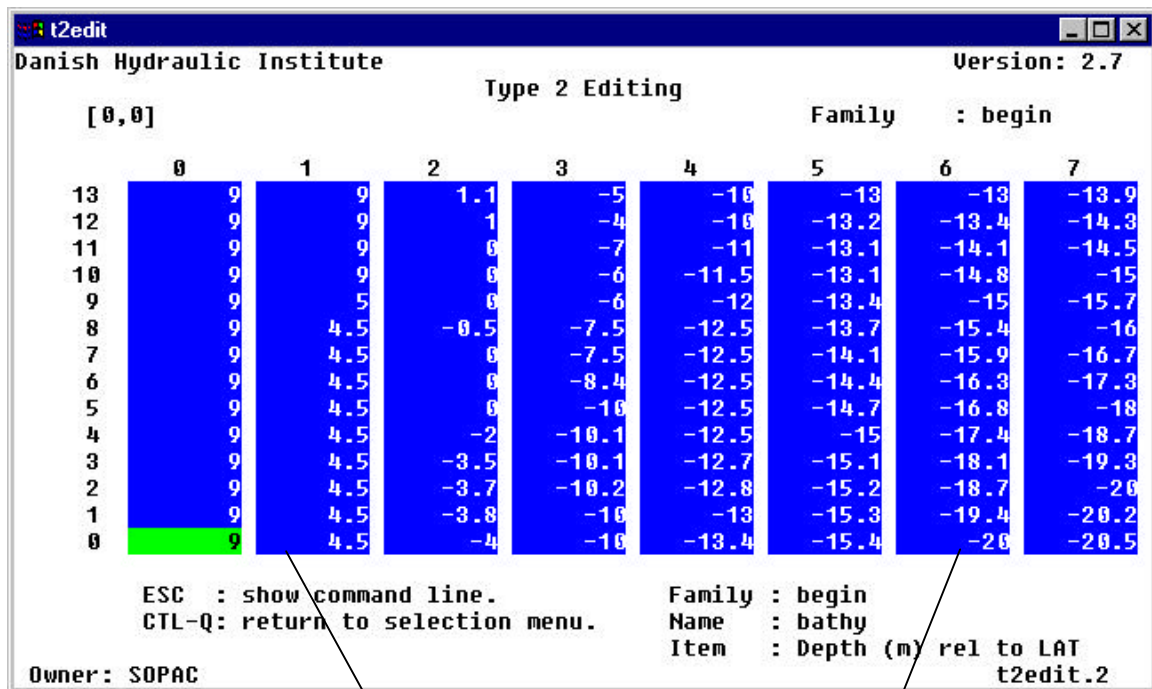 t2edit
Danish Hydraulic Institute Version: 2.7
Type 2 Editing
[0,0] Family : begin
0 1 2 3 4 5 6 7
13 9 9 1.1 -5 -10 -13 -13 -13.9
12 9 9 1 -4 -10 -13.2 -13.4 -14.3
11 9 9 0 -7 -11 -13.1 -14.1 -14.5
10 9 9 0 -6 -11.5 -13.1 -14.8 -15
9 9 5 0 -6 -12 -13.4 -15 -15.7
8 9 4.5 -0.5 -7.5 -12.5 -13.7 -15.4 -16
7 9 4.5 0 -7.5 -12.5 -14.1 -15.9 -16.7
6 9 4.5 0 -8.4 -12.5 -14.4 -16.3 -17.3
5 9 4.5 0 -10 -12.5 -14.7 -16.8 -18
4 9 4.5 -2 -10.1 -12.5 -15 -17.4 -18.7
3 9 4.5 -3.5 -10.1 -12.7 -15.1 -18.1 -19.3
2 9 4.5 -3.7 -10.2 -12.8 -15.2 -18.7 -20
1 9 4.5 -3.8 -10 -13 -15.3 -19.4 -20.2
0 9 4.5 -4 -10 -13.4 -15.4 -20 -20.5
ESC : show command line. Family : begin
CTL-Q: return to selection menu. Name : bathy
Item : Depth (m) rel to LAT
Owner: SOPAC t2edit.2